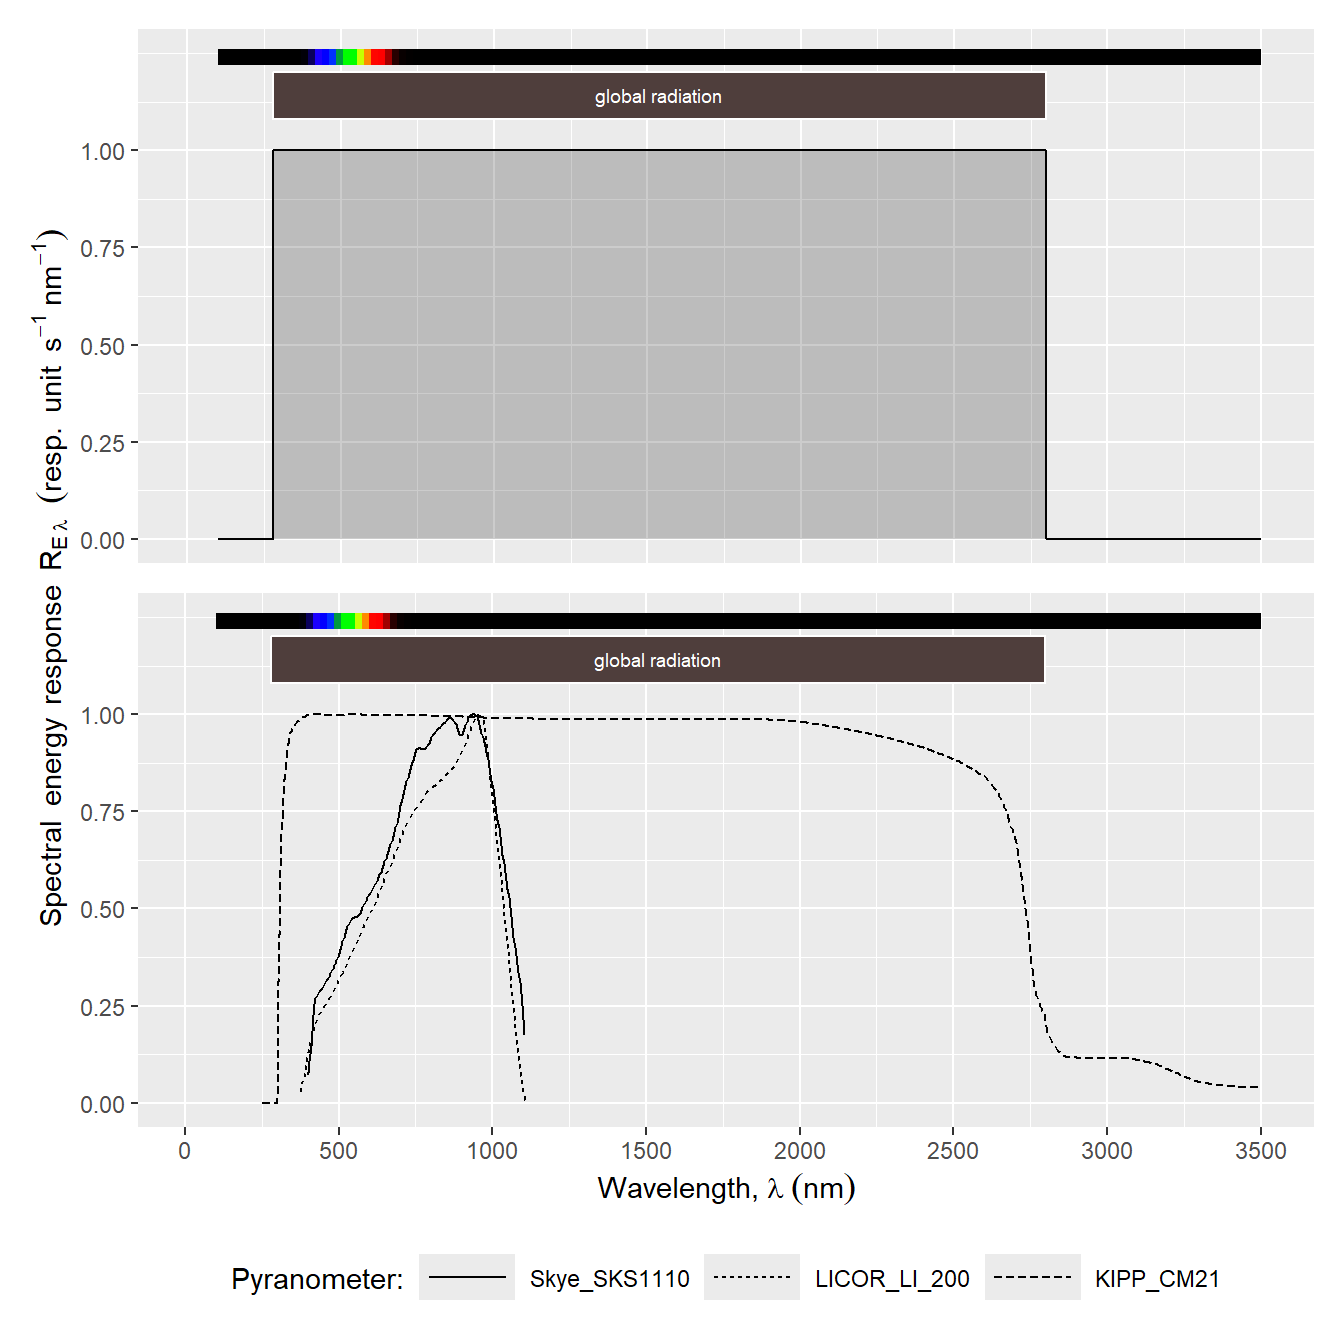 global radiation
1.00
0.75
0.50
0.25
0.00
Spectral energy response R_E λ (resp. unit s⁻¹ nm⁻¹)
global radiation
1.00
0.75
0.50
0.25
0.00
0 500 1000 1500 2000 2500 3000 3500
Wavelength, λ (nm)
Pyranometer: Skye_SKS1110 LICOR_LI_200 KIPP_CM21